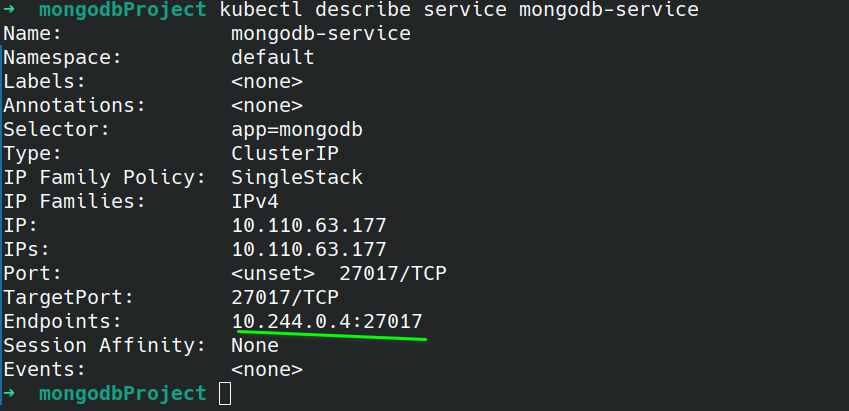 ➜ mongodbProject kubectl describe service mongodb-service
Name: mongodb-service
Namespace: default
Labels: <none>
Annotations: <none>
Selector: app=mongodb
Type: ClusterIP
IP Family Policy: SingleStack
IP Families: IPv4
IP: 10.110.63.177
IPs: 10.110.63.177
Port: <unset> 27017/TCP
TargetPort: 27017/TCP
Endpoints: 10.244.0.4:27017
Session Affinity: None
Events: <none>
➜ mongodbProject